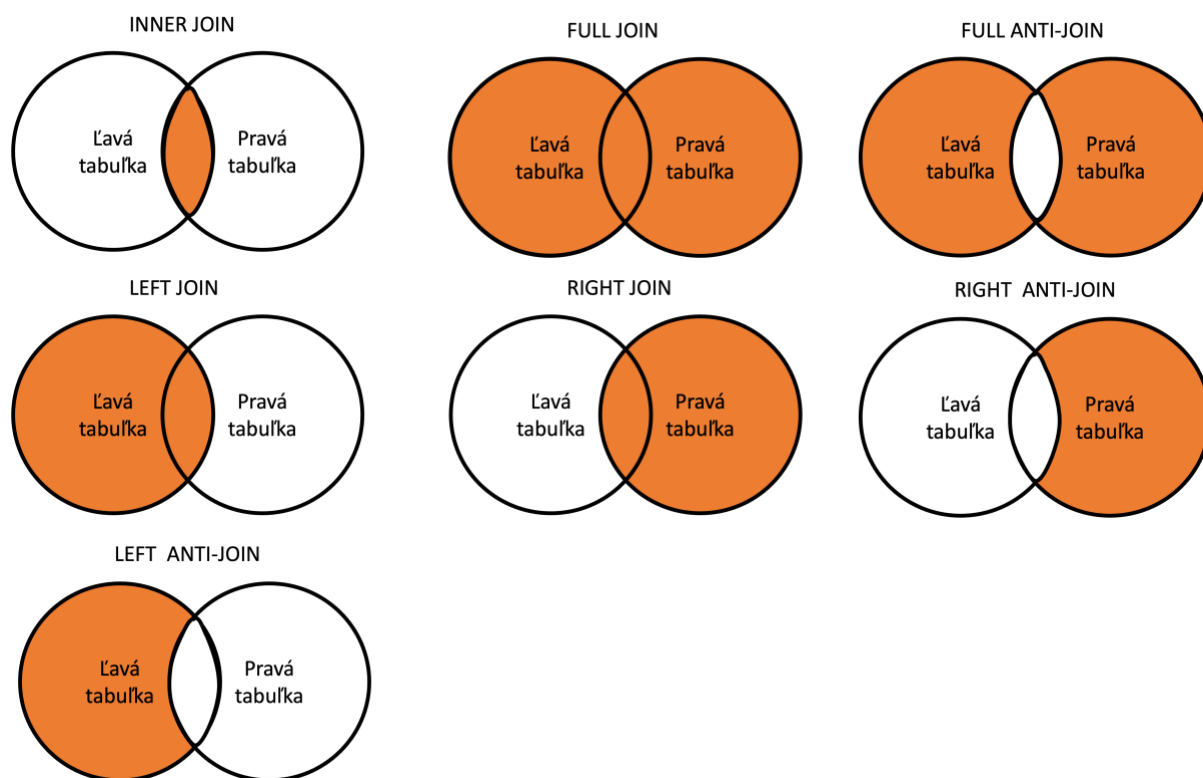 INNER JOIN
Ľavá
tabuľka
Pravá
tabuľka
FULL JOIN
Ľavá
tabuľka
Pravá
tabuľka
FULL ANTI-JOIN
Ľavá
tabuľka
Pravá
tabuľka
LEFT JOIN
Ľavá
tabuľka
Pravá
tabuľka
RIGHT JOIN
Ľavá
tabuľka
Pravá
tabuľka
RIGHT ANTI-JOIN
Ľavá
tabuľka
Pravá
tabuľka
LEFT ANTI-JOIN
Ľavá
tabuľka
Pravá
tabuľka